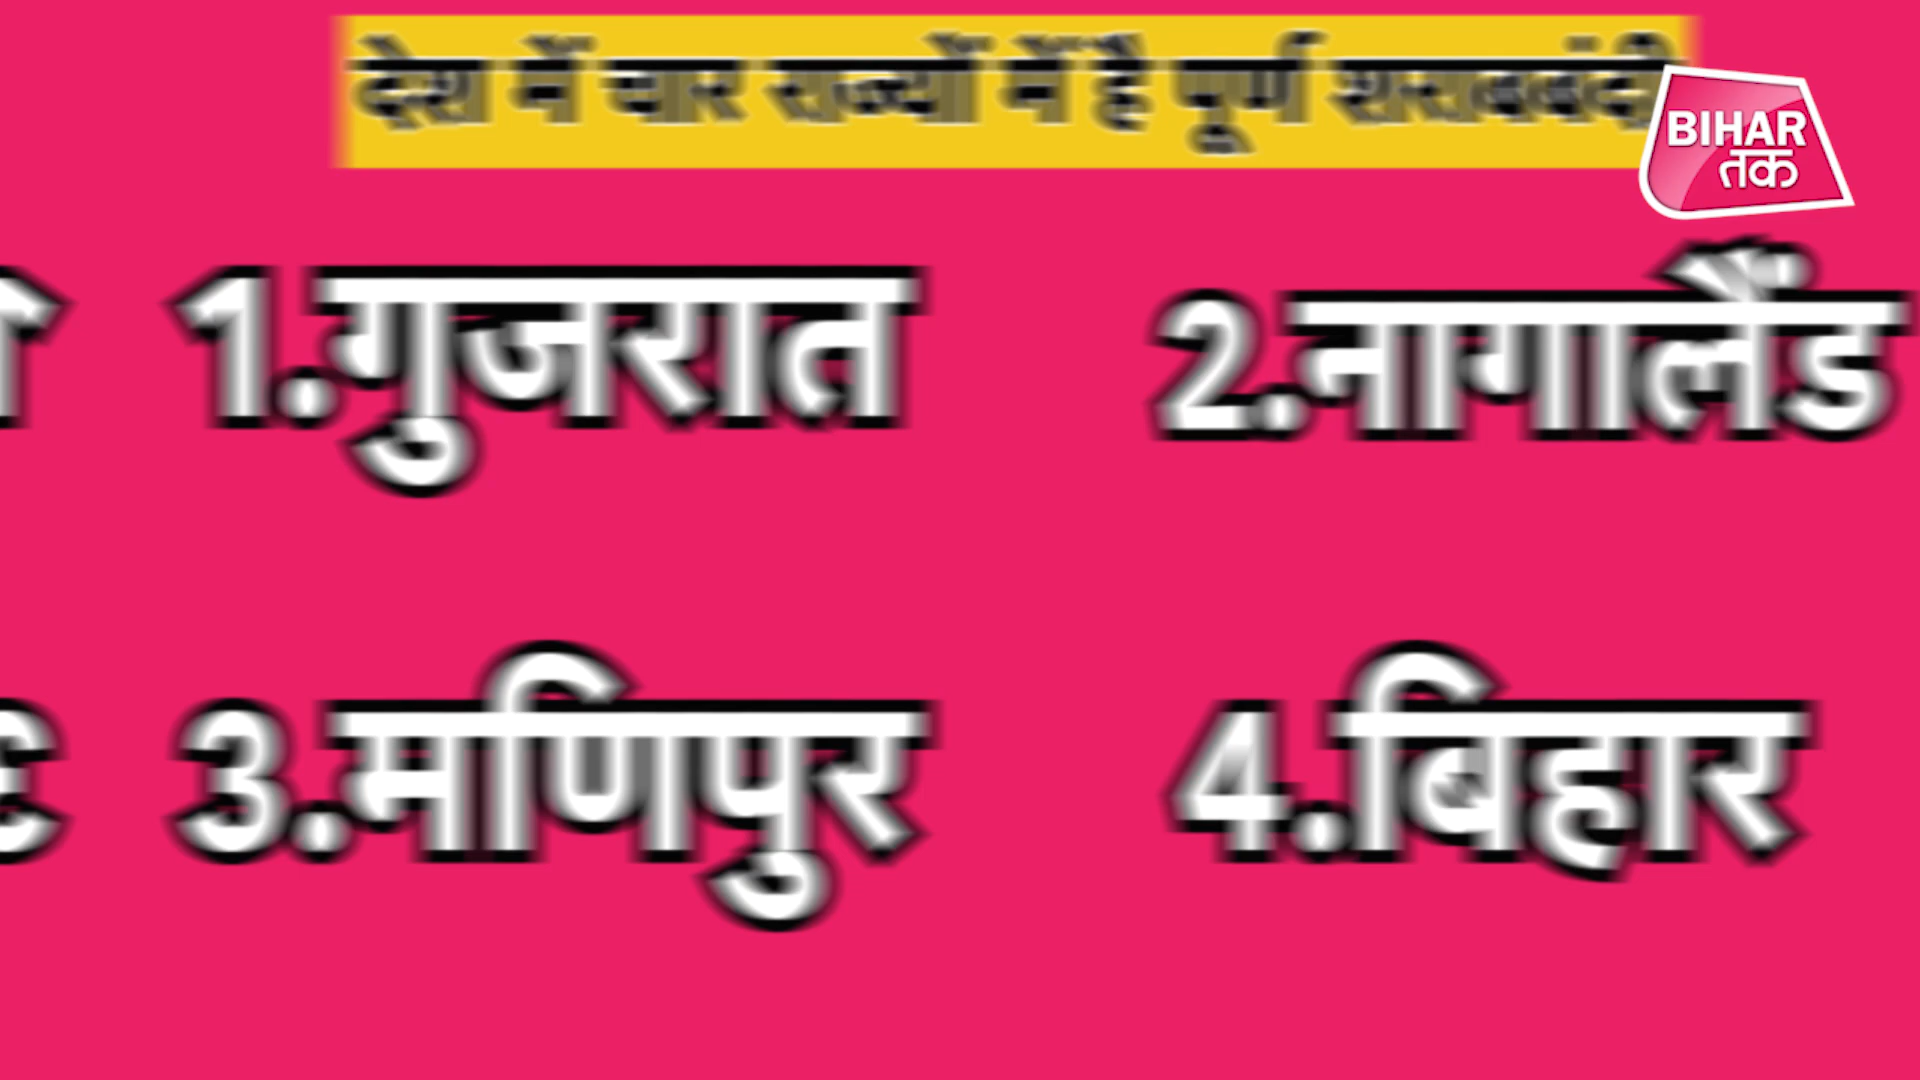 देश में चार राज्यों में है पूर्ण शराबबंदी
BIHAR
तक
1.गुजरात
2.नागालैंड
3.मणिपुर
4.बिहार